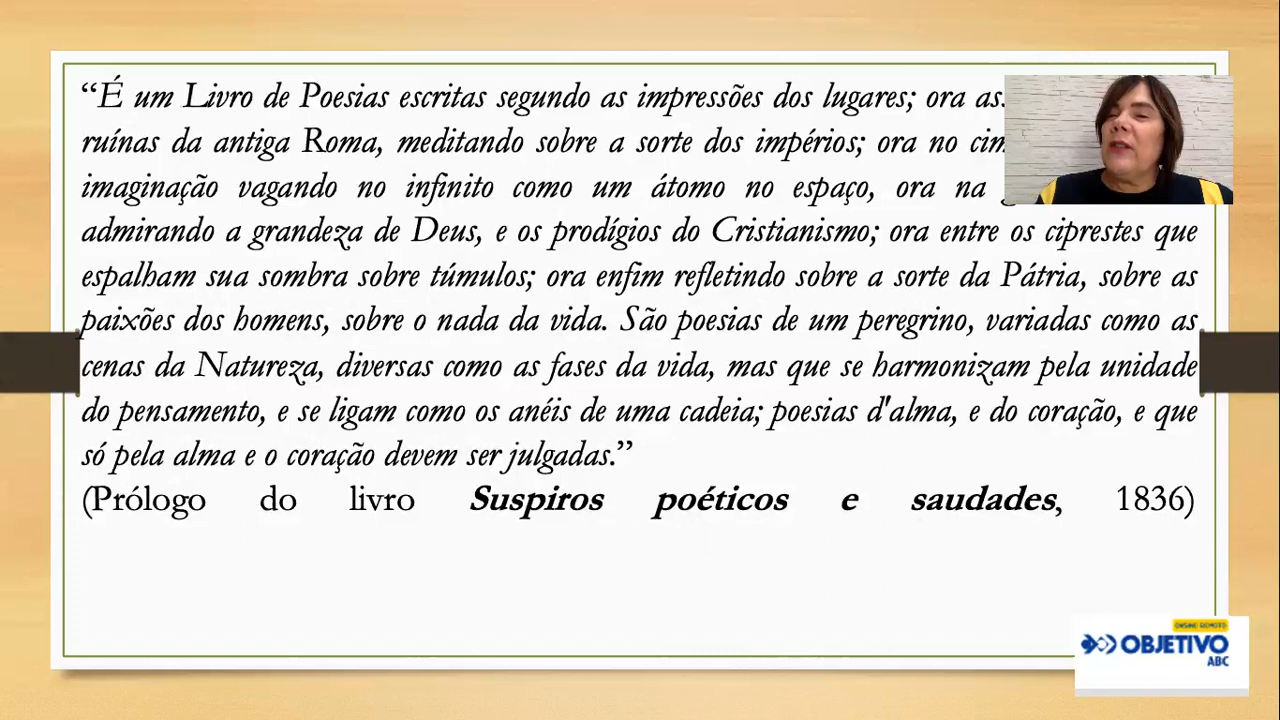 “É um Livro de Poesias escritas segundo as impressões dos lugares; ora
ruínas da antiga Roma, meditando sobre a sorte dos impérios; ora no
imaginação vagando no infinito como um átomo no espaço, ora na
admirando a grandeza de Deus, e os prodígios do Cristianismo; ora entre os ciprestes que
espalham sua sombra sobre túmulos; ora enfim refletindo sobre a sorte da Pátria, sobre as
paixões dos homens, sobre o nada da vida. São poesias de um peregrino, variadas como as
cenas da Natureza, diversas como as fases da vida, mas que se harmonizam pela unidade
do pensamento, e se ligam como os anéis de uma cadeia; poesias d'alma, e do coração, e que
só pela alma e o coração devem ser julgadas.”
(Prólogo do livro Suspiros poéticos e saudades, 1836)
ENSINO REMOTO
OBJETIVO
ABC